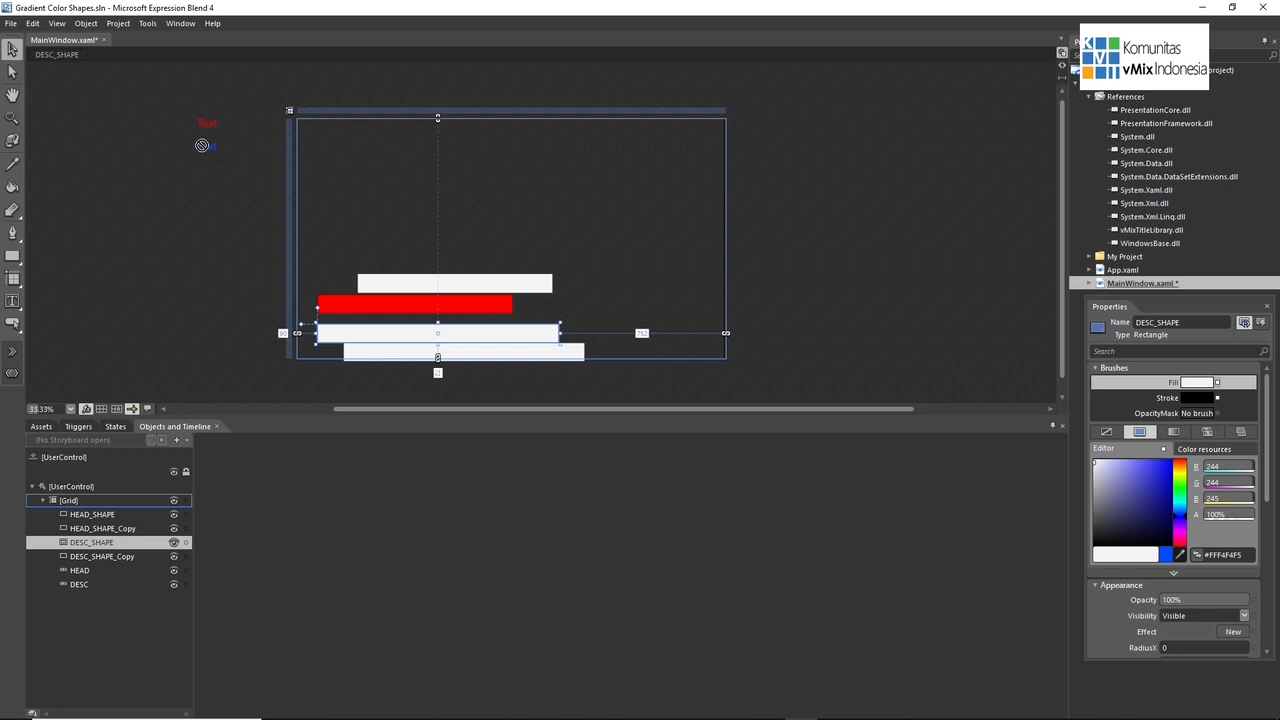 Gradient Color Shapes.sln - Microsoft Expression Blend 4
File Edit View Object Project Tools Window Help
MainWindow.xaml*
DESC_SHAPE
Komunitas
vMixIndonesia
References
PresentationCore.dll
PresentationFramework.dll
System.dll
System.Core.dll
System.Data.dll
System.Data.DataSetExtensions.dll
System.Xaml.dll
System.Xml.dll
System.Xml.Linq.dll
vMixTitleLibrary.dll
WindowsBase.dll
My Project
App.xaml
MainWindow.xaml *
Text
752
Properties
Name DESC_SHAPE
Type Rectangle
Search
Brushes
Fill
Stroke
OpacityMask No brush
Editor Color resources
R 244
G 244
B 245
A 100%
#FFF4F4F5
Appearance
Opacity 100%
Visibility Visible
Effect New
RadiusX 0
33.33%
Assets Triggers States Objects and Timeline
(No Storyboard open)
[UserControl]
[UserControl]
[Grid]
HEAD_SHAPE
HEAD_SHAPE_Copy
DESC_SHAPE
DESC_SHAPE_Copy
HEAD
DESC